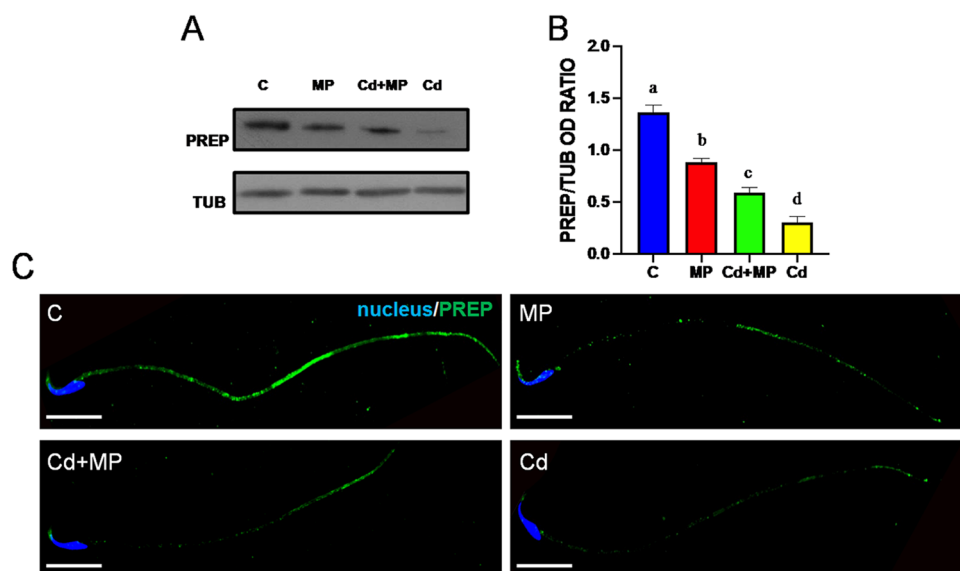 A
C MP Cd+MP Cd
PREP
TUB
B
PREP/TUB OD RATIO
2.0
1.5
1.0
0.5
0.0
a
b
c
d
C MP Cd+MP Cd
C
C
nucleus/PREP
MP
Cd+MP
Cd